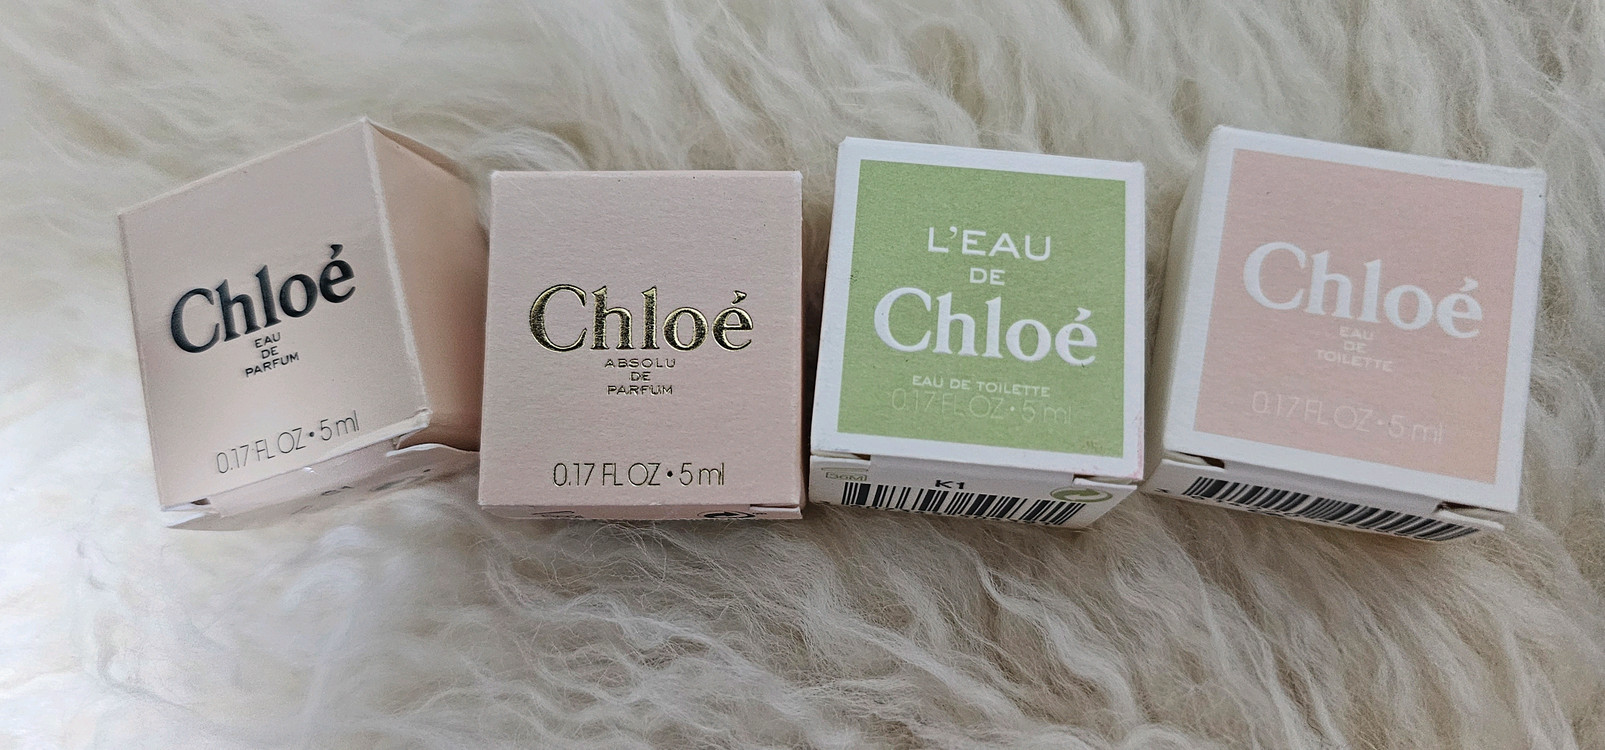 Chloé
EAU
DE
PARFUM
0.17 FL OZ • 5 ml
Chloé
ABSOLU
DE
PARFUM
0.17 FL OZ • 5 ml
L'EAU
DE
Chloé
EAU DE TOILETTE
0.17 FL OZ • 5 ml
36M
K1
Chloé
EAU
DE
TOILETTE
0.17 FL OZ • 5 ml